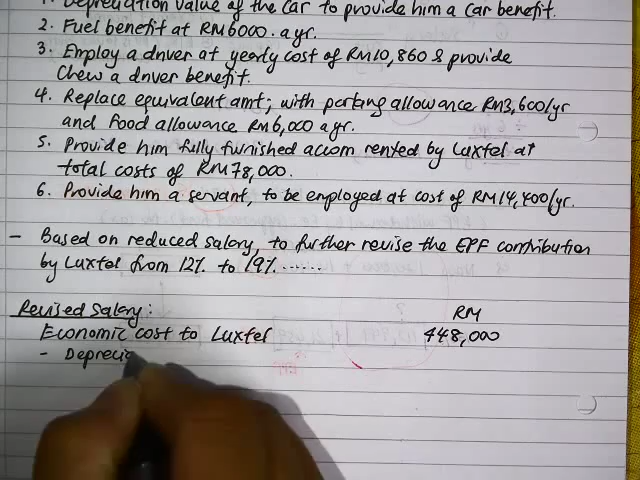 1. Depreciation value of the car to provide him a car benefit.
2. Fuel benefit at RM6000. a yr.
3. Employ a driver at yearly cost of RM10,860 & provide
Chew a driver benefit.
4. Replace equivalent amt; with parking allowance RM3,600/yr
and food allowance RM6,000 a yr.
5. Provide him fully furnished accom rented by Luxtel at
total costs of RM78,000.
6. Provide him a servant, to be employed at cost of RM14,400/yr.
- Based on reduced salary, to further revise the EPF contribution
by Luxtel from 12% to 19%......
Revised Salary:
RM
Economic cost to Luxtel 448,000
- Deprecia